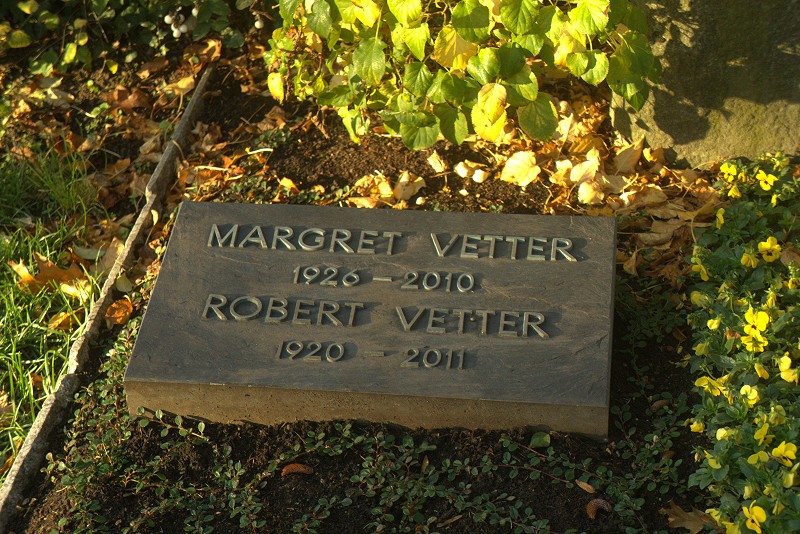 MARGRET VETTER
1926 – 2010
ROBERT VETTER
1920 – 2011